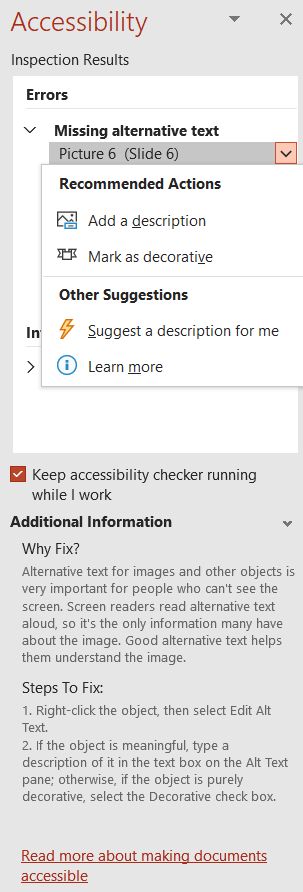 Accessibility
Inspection Results
Errors
Missing alternative text
Picture 6 (Slide 6)
Recommended Actions
Add a description
Mark as decorative
Other Suggestions
Suggest a description for me
Learn more
Keep accessibility checker running
while I work
Additional Information
Why Fix?
Alternative text for images and other objects is
very important for people who can't see the
screen. Screen readers read alternative text
aloud, so it's the only information many have
about the image. Good alternative text helps
them understand the image.
Steps To Fix:
1. Right-click the object, then select Edit Alt
Text.
2. If the object is meaningful, type a
description of it in the text box on the Alt Text
pane; otherwise, if the object is purely
decorative, select the Decorative check box.
Read more about making documents
accessible